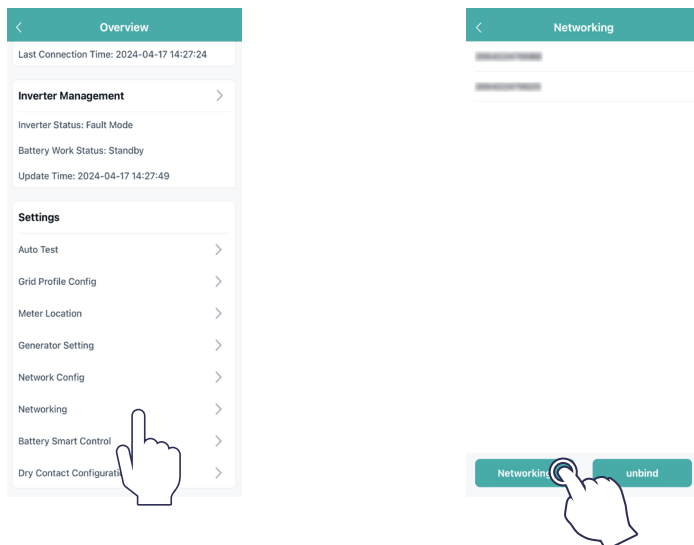 Overview
Last Connection Time: 2024-04-17 14:27:24
Inverter Management
Inverter Status: Fault Mode
Battery Work Status: Standby
Update Time: 2024-04-17 14:27:49
Settings
Auto Test
Grid Profile Config
Meter Location
Generator Setting
Network Config
Networking
Battery Smart Control
Dry Contact
Networking
Networking
unbind